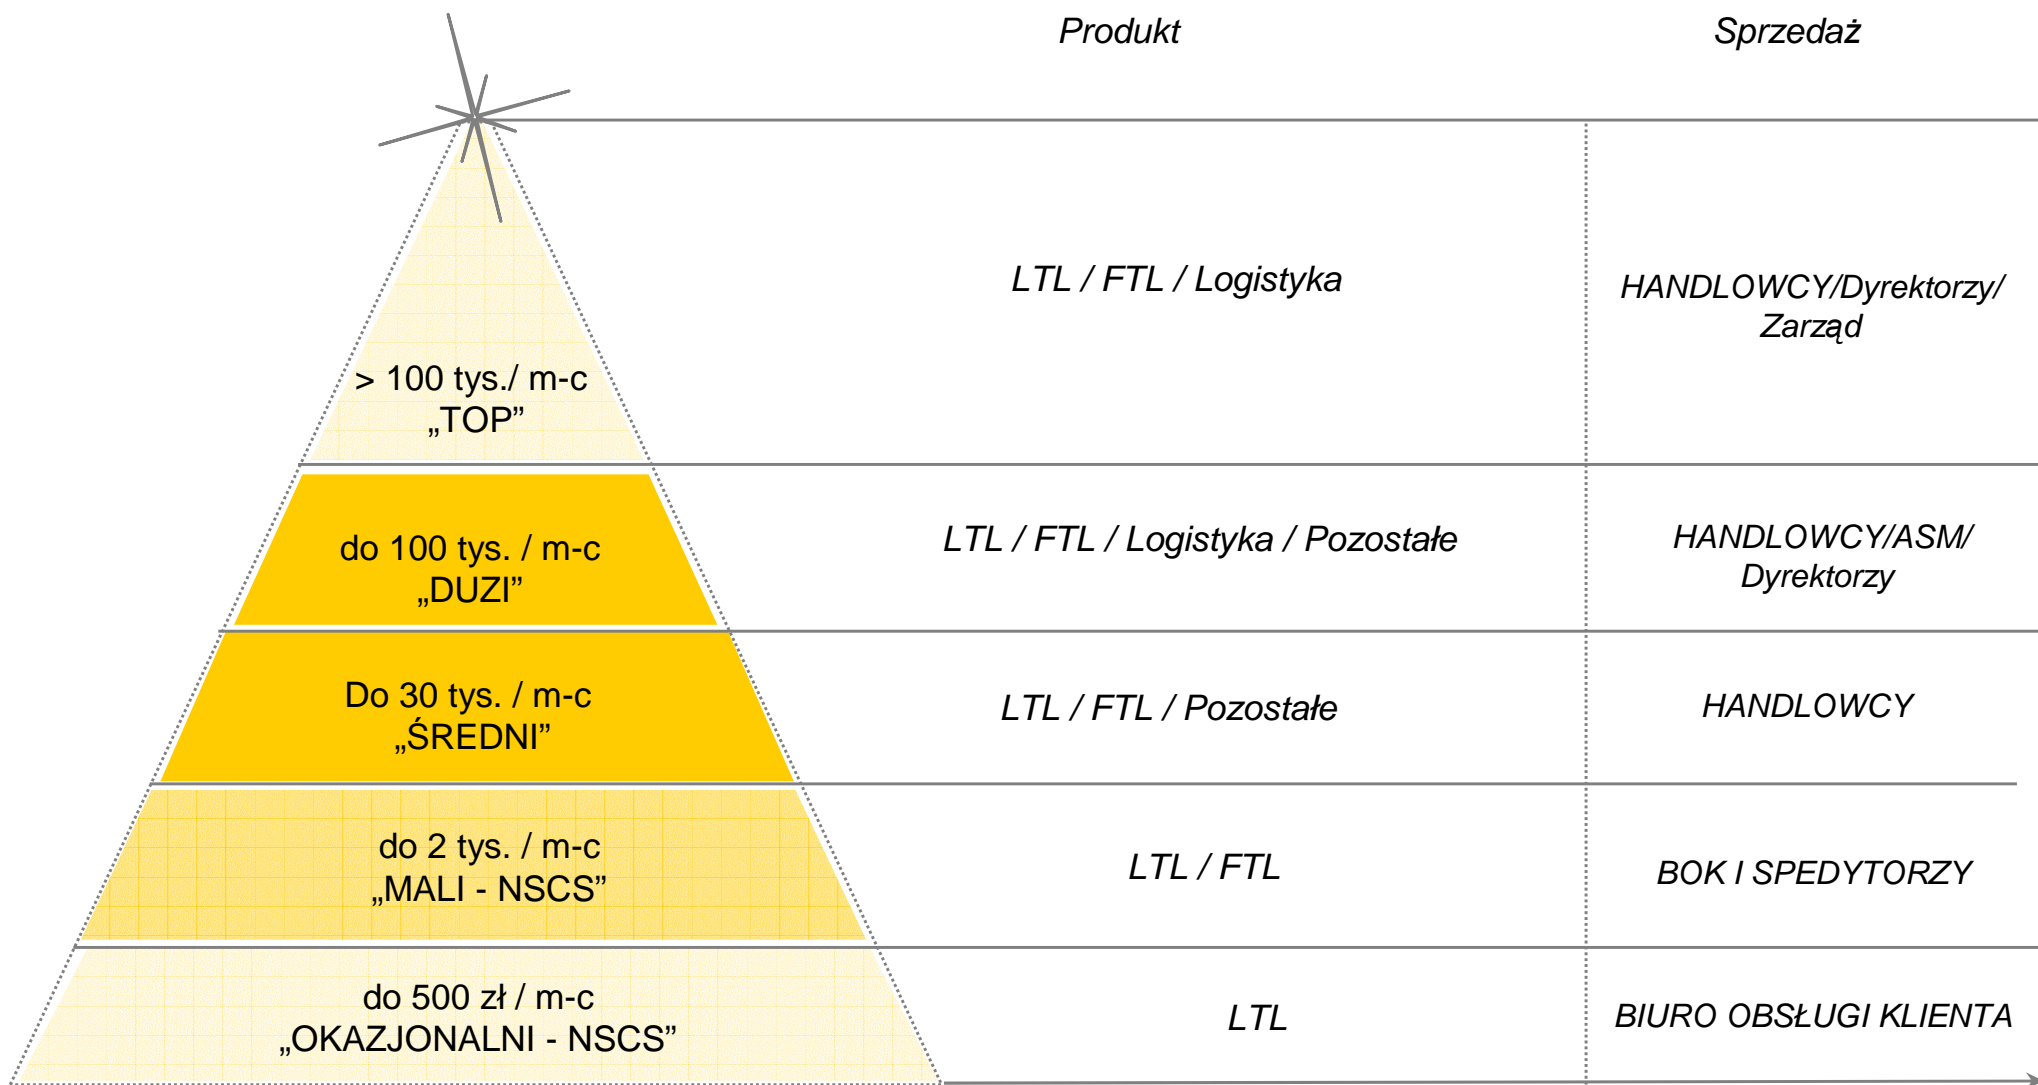 Produkt
Sprzedaż
> 100 tys./ m-c
„TOP”
LTL / FTL / Logistyka
HANDLOWCY/Dyrektorzy/
Zarząd
do 100 tys. / m-c
„DUZI”
LTL / FTL / Logistyka / Pozostałe
HANDLOWCY/ASM/
Dyrektorzy
Do 30 tys. / m-c
„ŚREDNI”
LTL / FTL / Pozostałe
HANDLOWCY
do 2 tys. / m-c
„MALI - NSCS”
LTL / FTL
BOK I SPEDYTORZY
do 500 zł / m-c
„OKAZJONALNI - NSCS”
LTL
BIURO OBSŁUGI KLIENTA